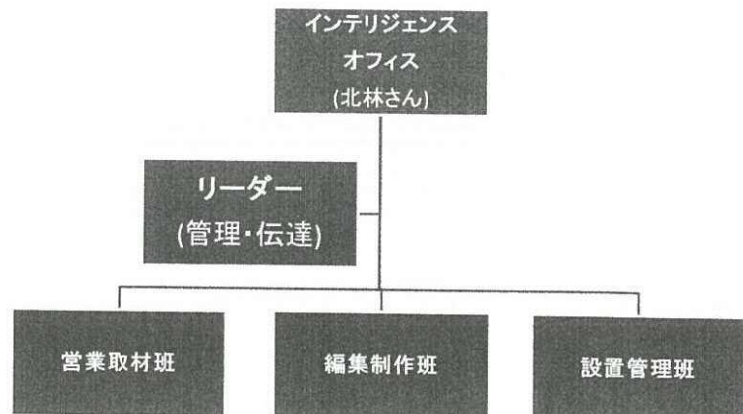 インテリジェンス
オフィス
(北林さん)
リーダー
(管理・伝達)
営業取材班
編集制作班
設置管理班